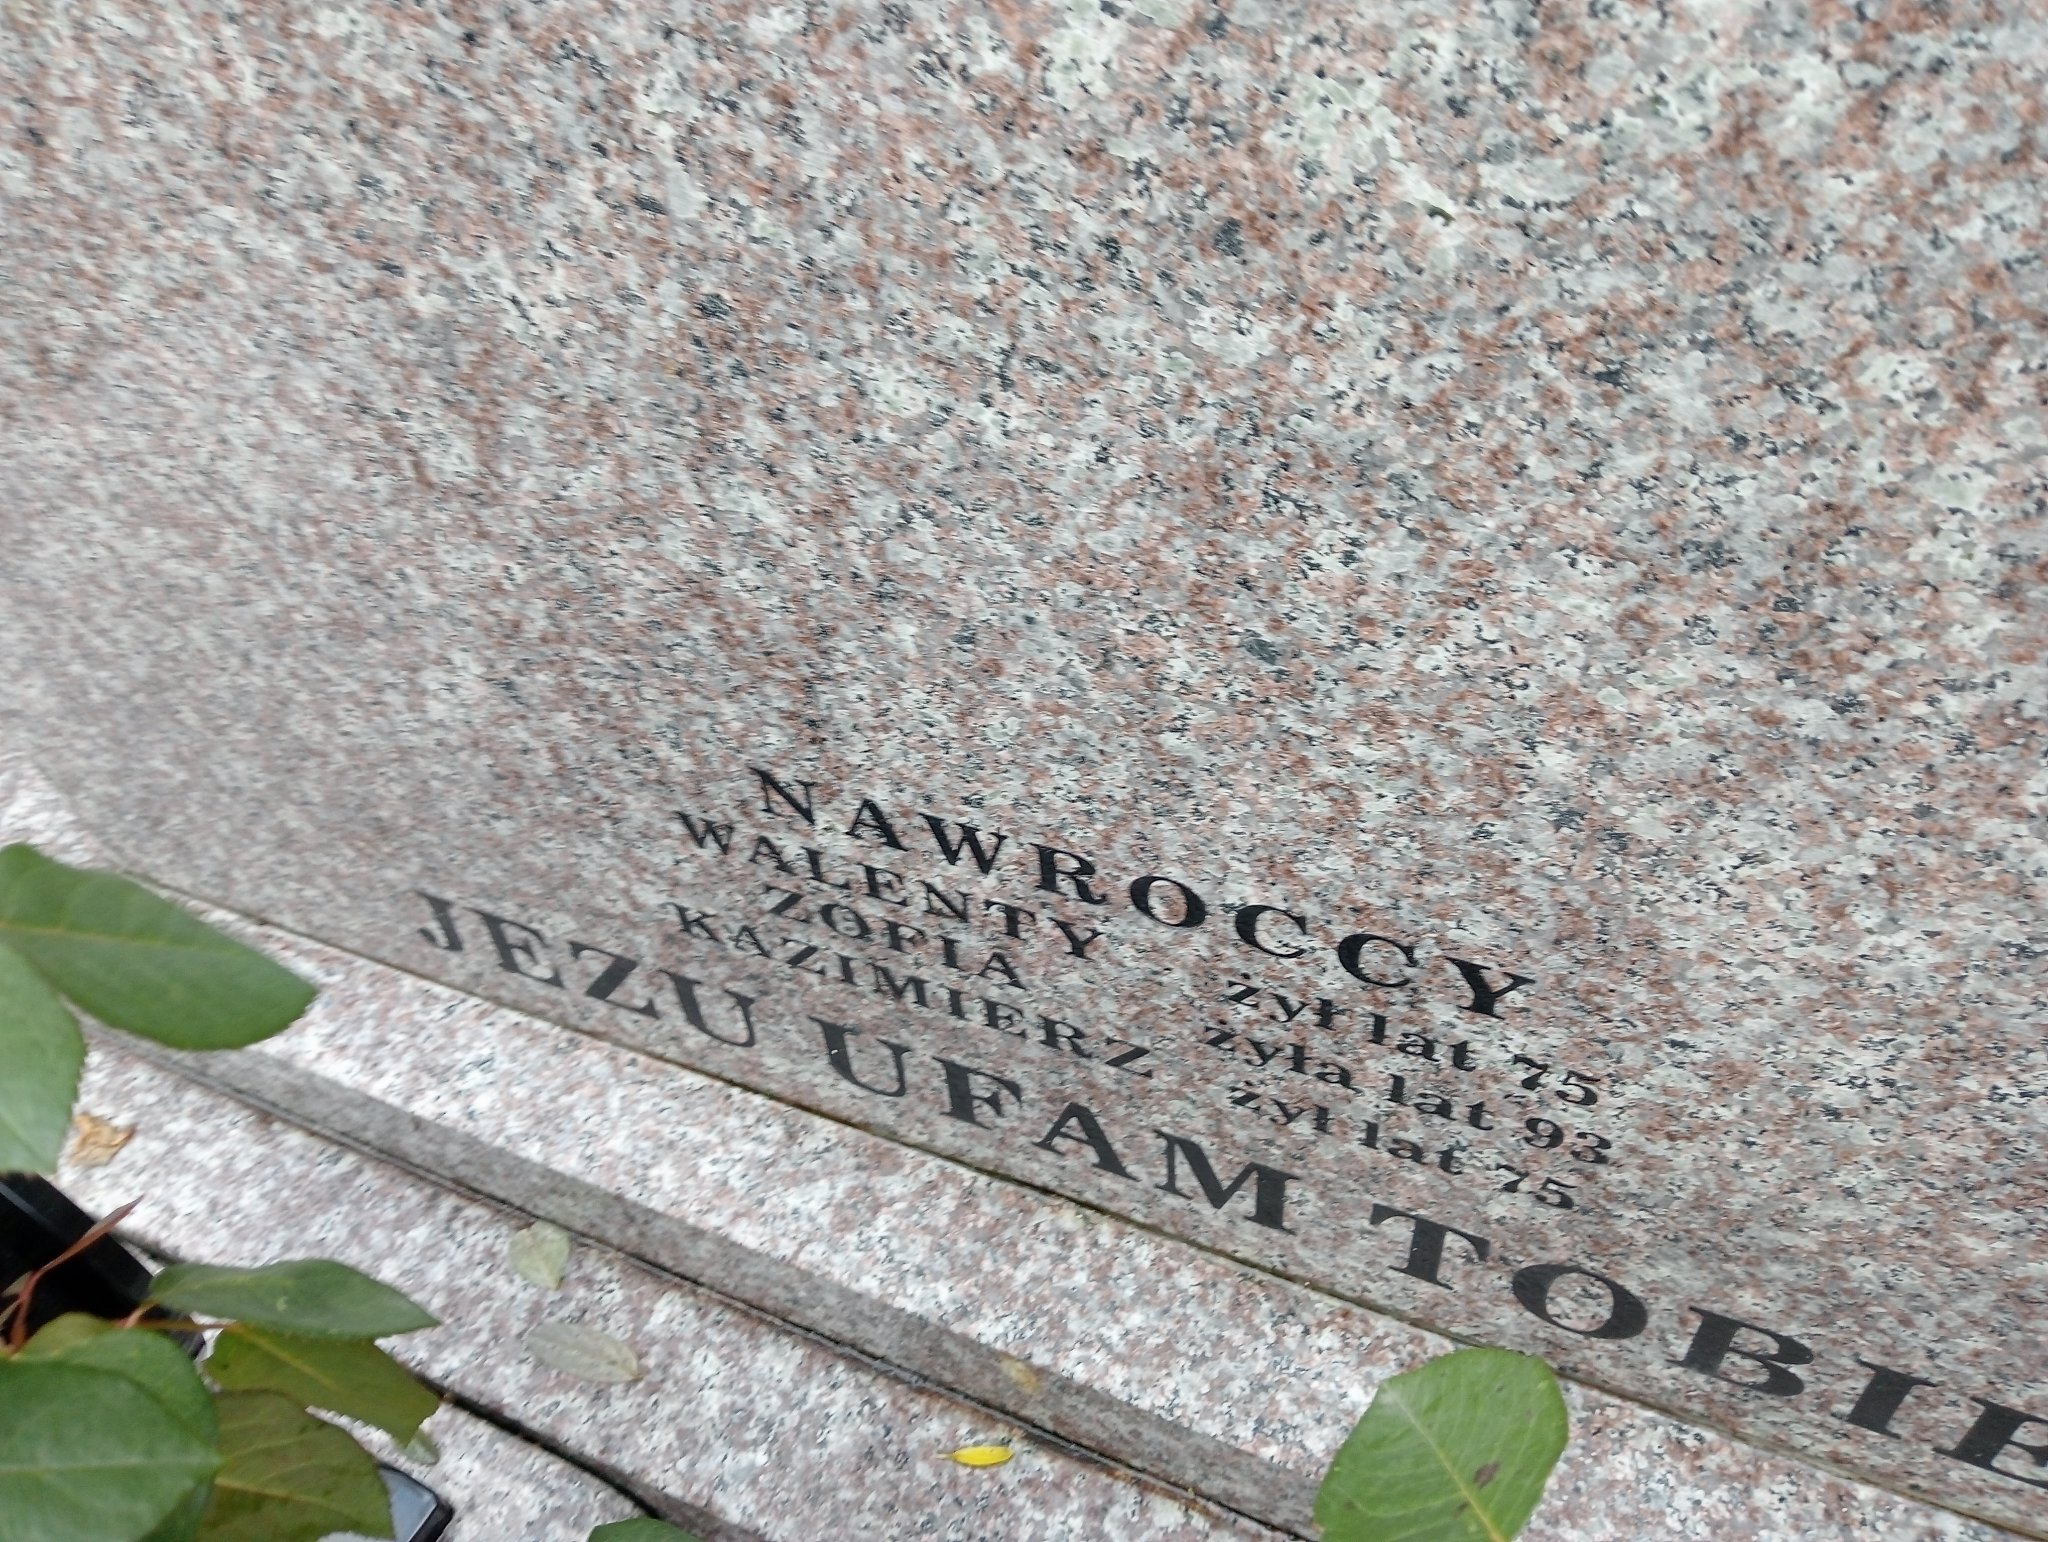 NAWROCCY
WALENTY żył lat 75
ZOFIA żyła lat 93
KAZIMIERZ żył lat 75
JEZU UFAM TOBIE